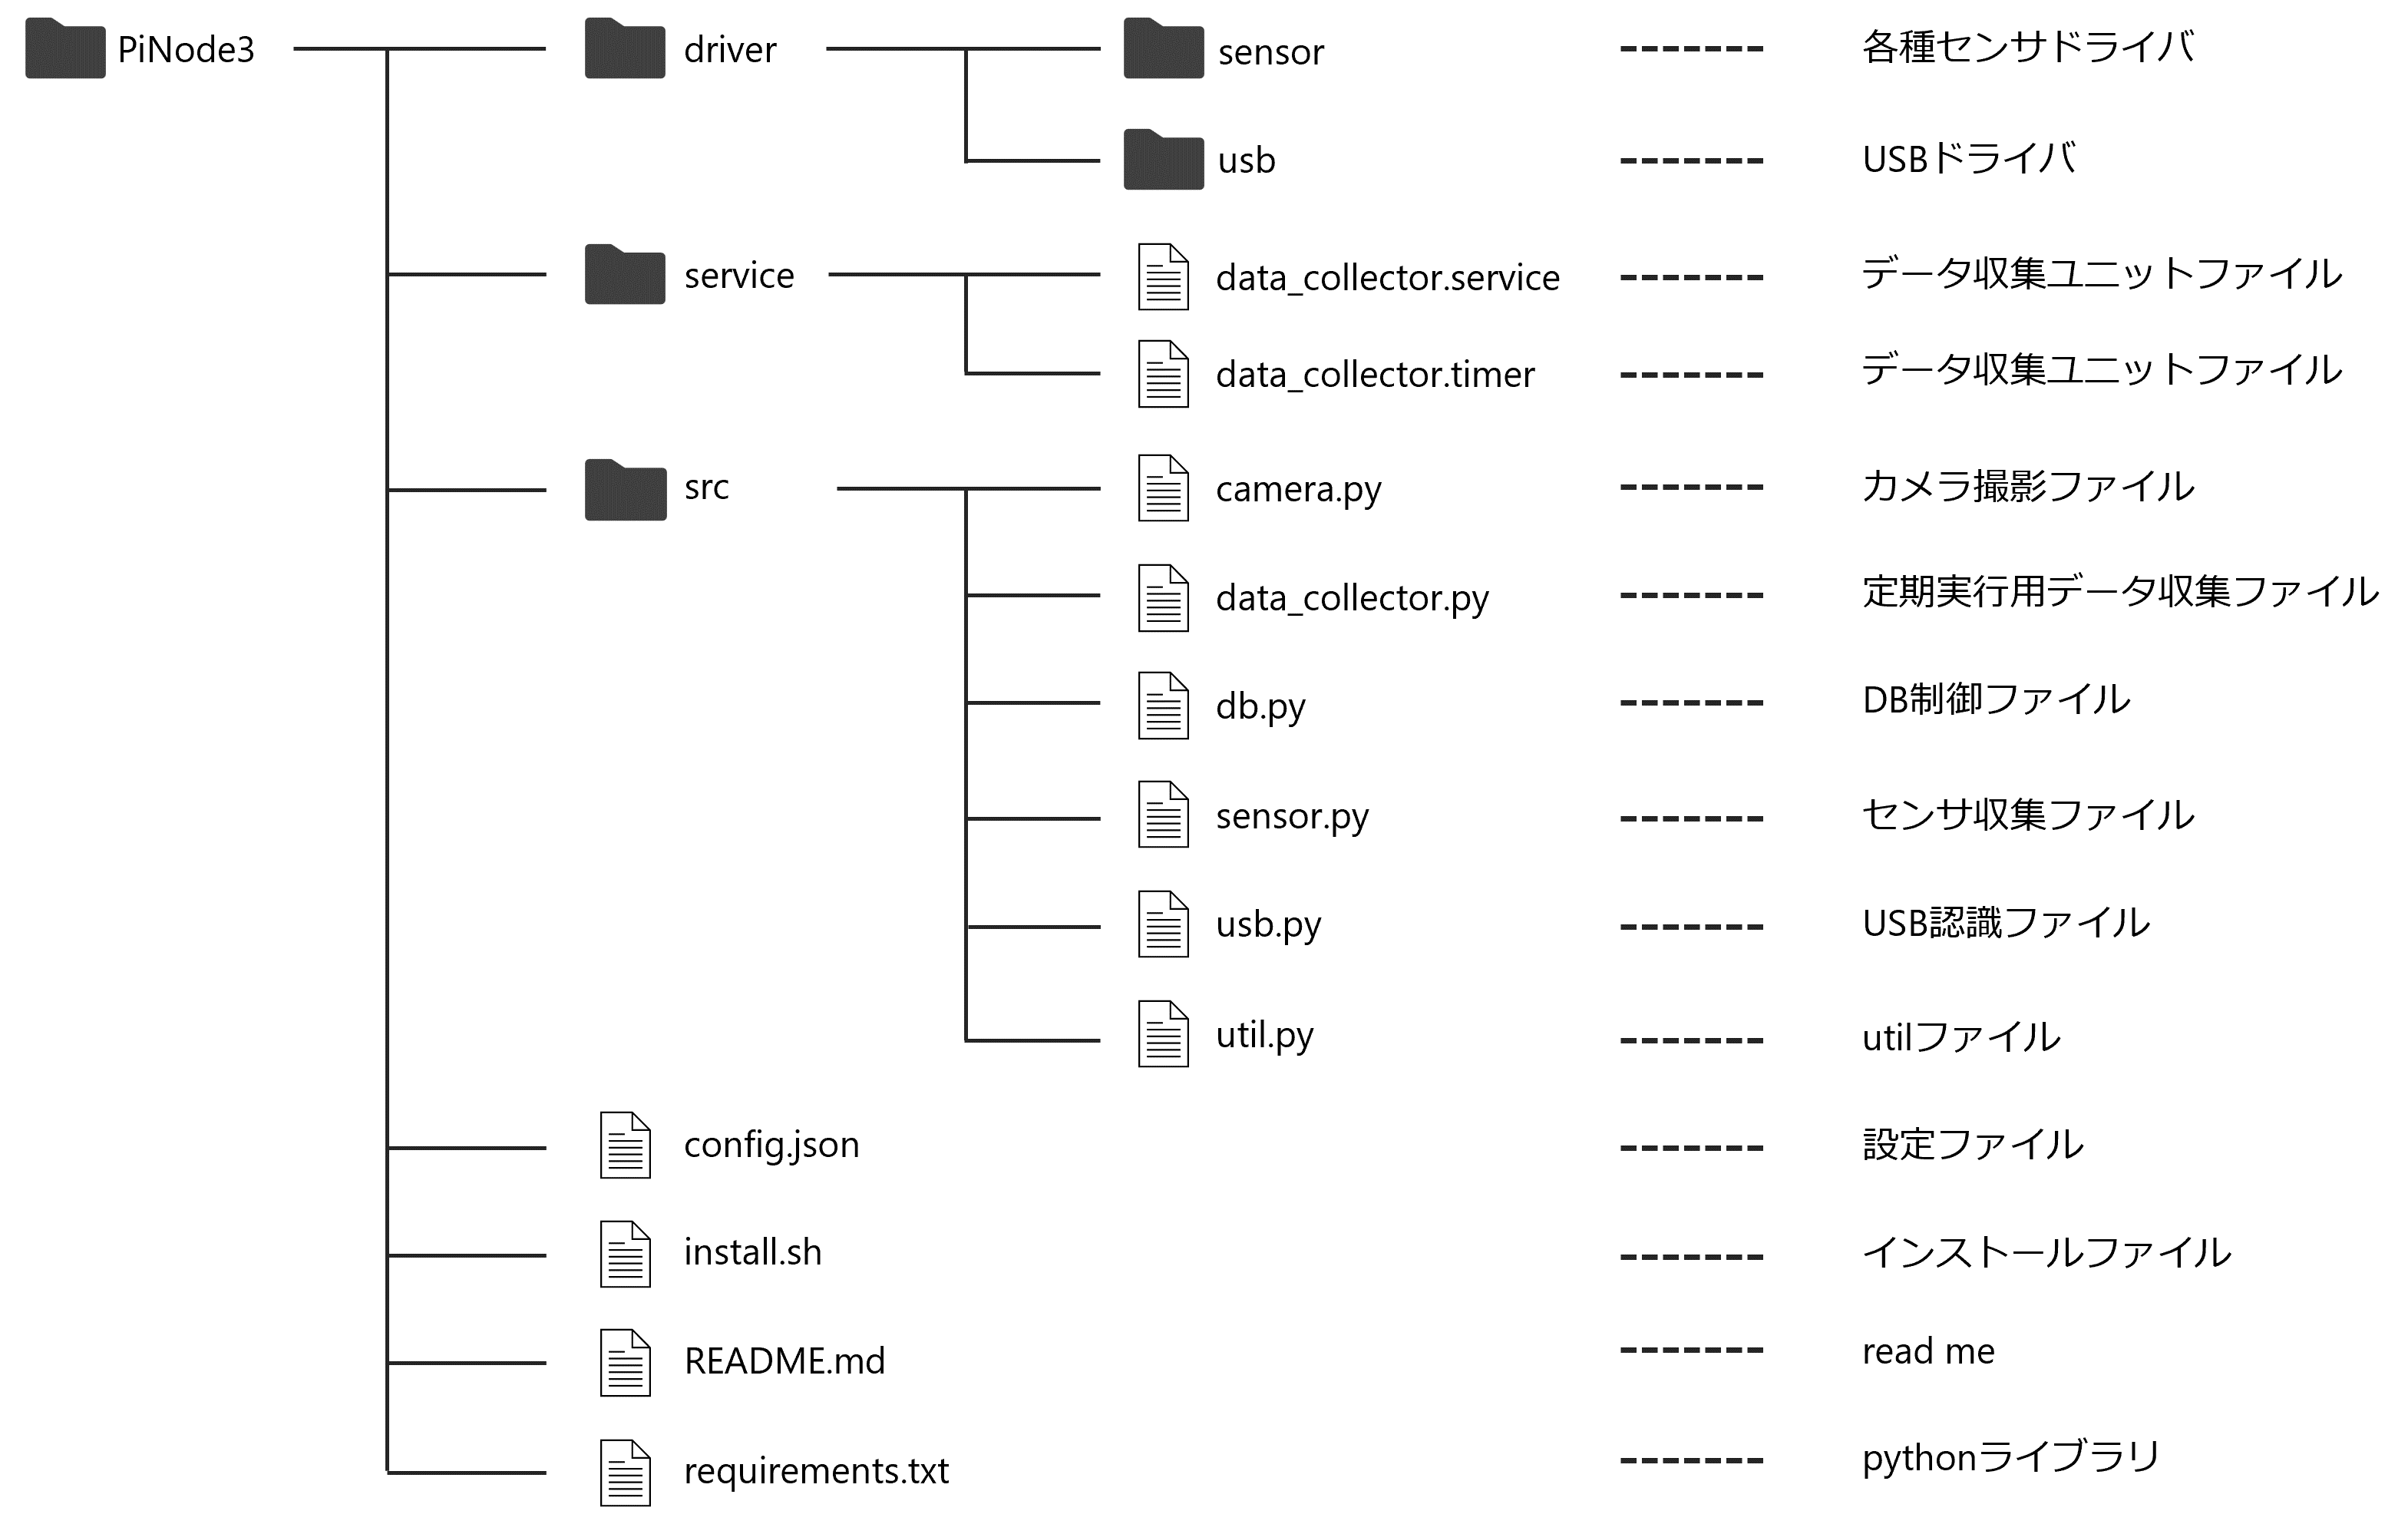 PiNode3
driver
sensor
各種センサドライバ
usb
USBドライバ
service
data_collector.service
データ収集ユニットファイル
data_collector.timer
データ収集ユニットファイル
src
camera.py
カメラ撮影ファイル
data_collector.py
定期実行用データ収集ファイル
db.py
DB制御ファイル
sensor.py
センサ収集ファイル
usb.py
USB認識ファイル
util.py
utilファイル
config.json
設定ファイル
install.sh
インストールファイル
README.md
read me
requirements.txt
pythonライブラリ